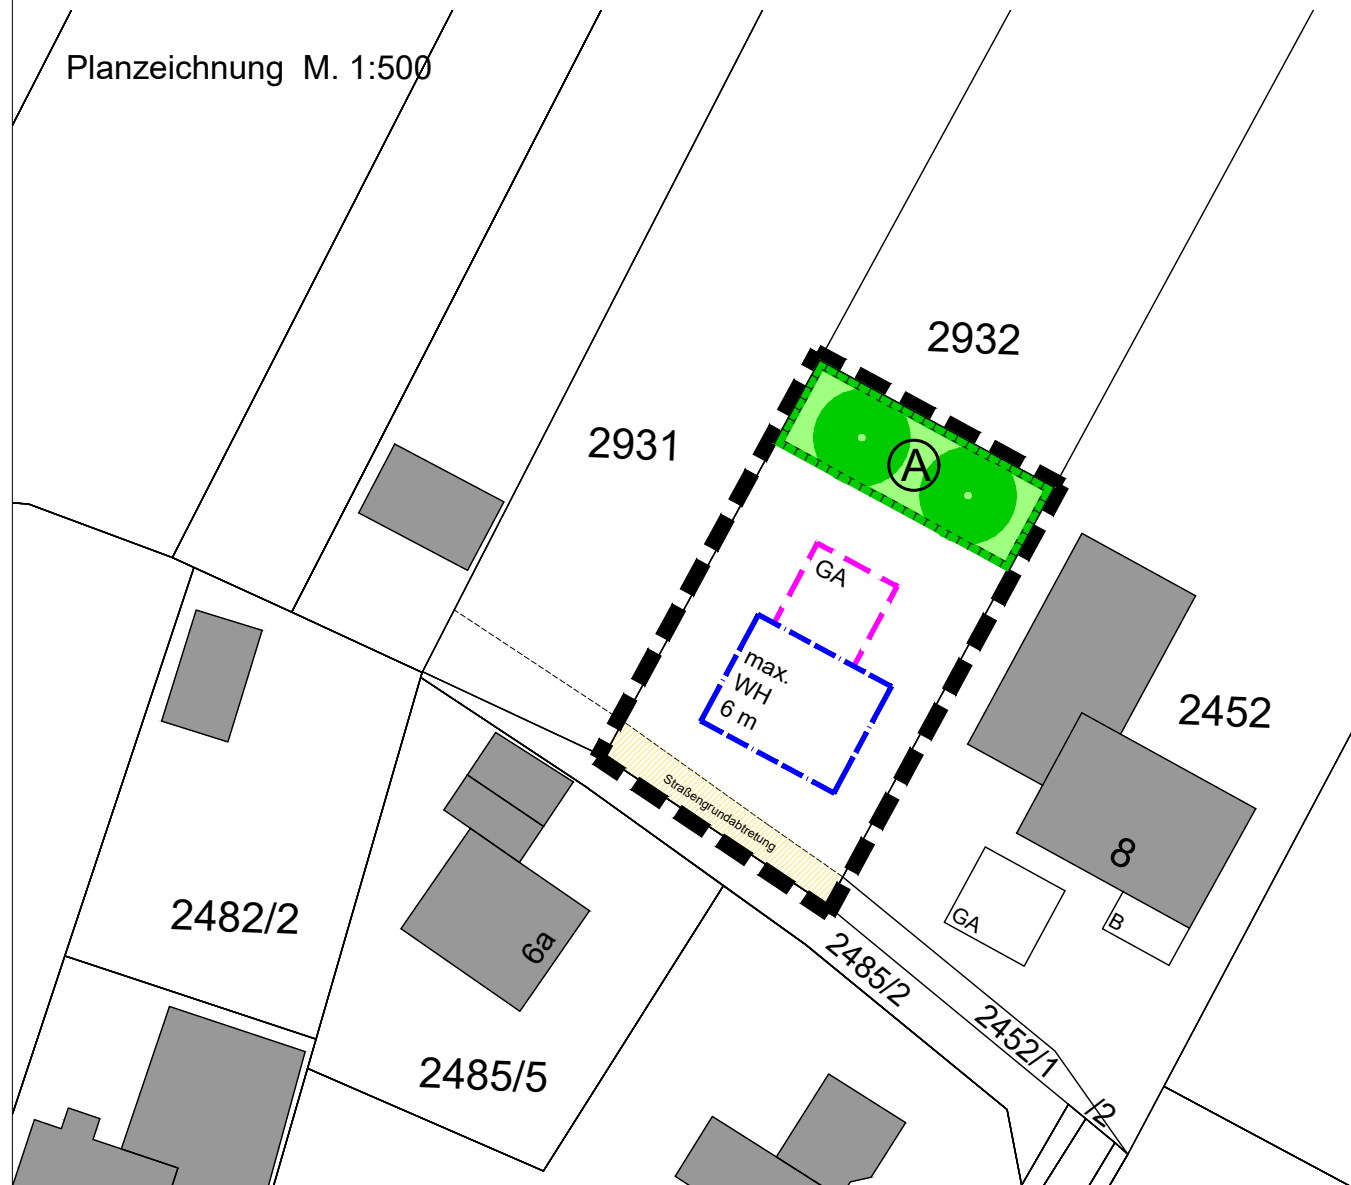 Planzeichnung M. 1:500
2932
2931
A
GA
max.
WH
6 m
2452
Straßengrundabtretung
8
GA
B
2482/2
6a
2485/2
2452/1
2485/5
/2